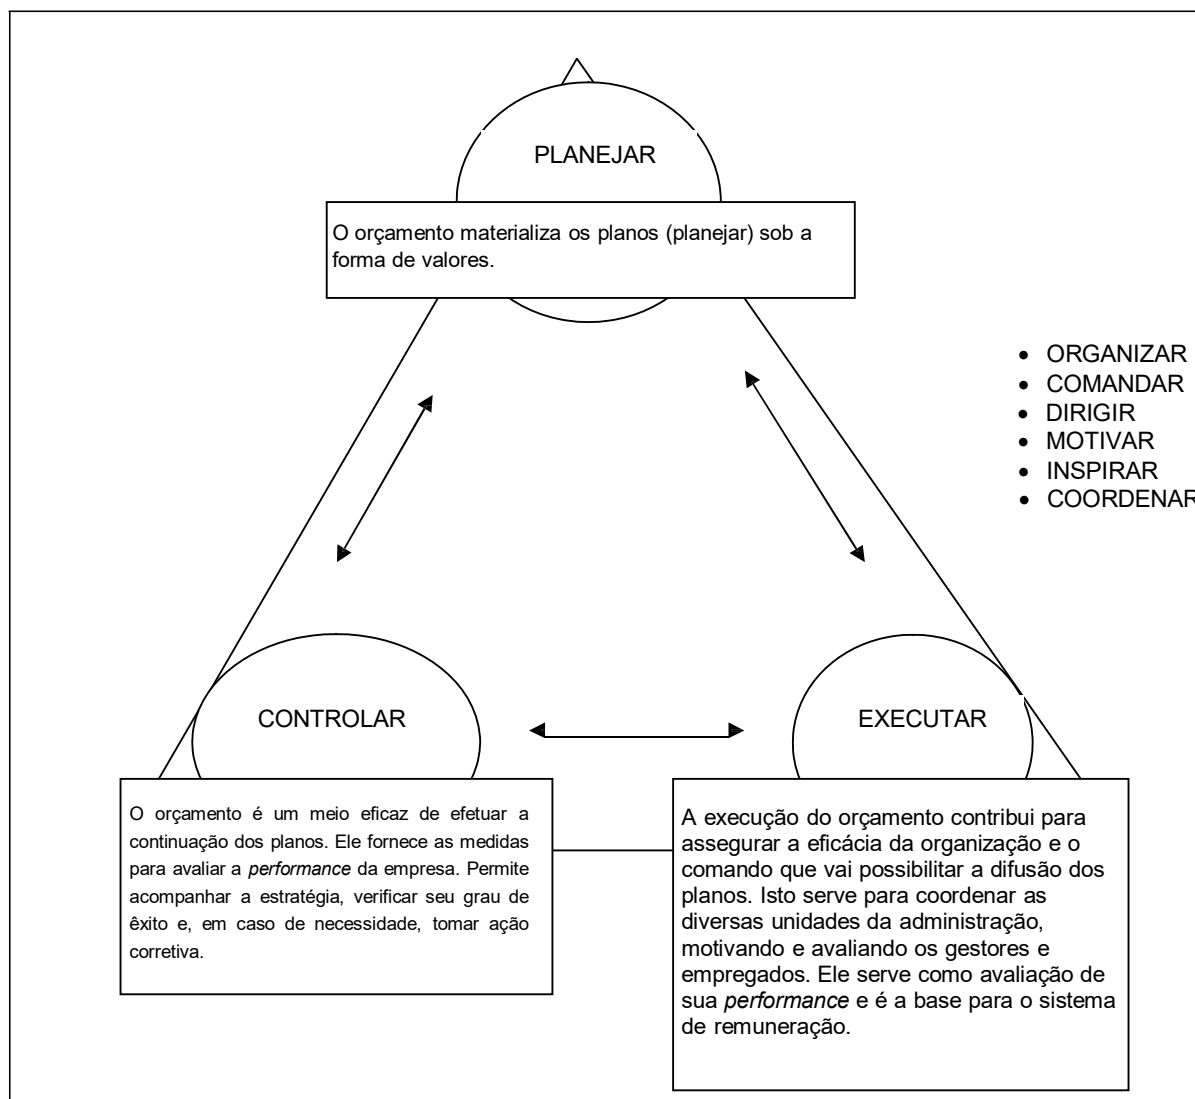 PLANEJAR
O orçamento materializa os planos (planejar) sob a
forma de valores.
• ORGANIZAR
• COMANDAR
• DIRIGIR
• MOTIVAR
• INSPIRAR
• COORDENAR
CONTROLAR
O orçamento é um meio eficaz de efetuar a
continuação dos planos. Ele fornece as medidas
para avaliar a performance da empresa. Permite
acompanhar a estratégia, verificar seu grau de
êxito e, em caso de necessidade, tomar ação
corretiva.
EXECUTAR
A execução do orçamento contribui para
assegurar a eficácia da organização e o
comando que vai possibilitar a difusão dos
planos. Isto serve para coordenar as
diversas unidades da administração,
motivando e avaliando os gestores e
empregados. Ele serve como avaliação de
sua performance e é a base para o sistema
de remuneração.